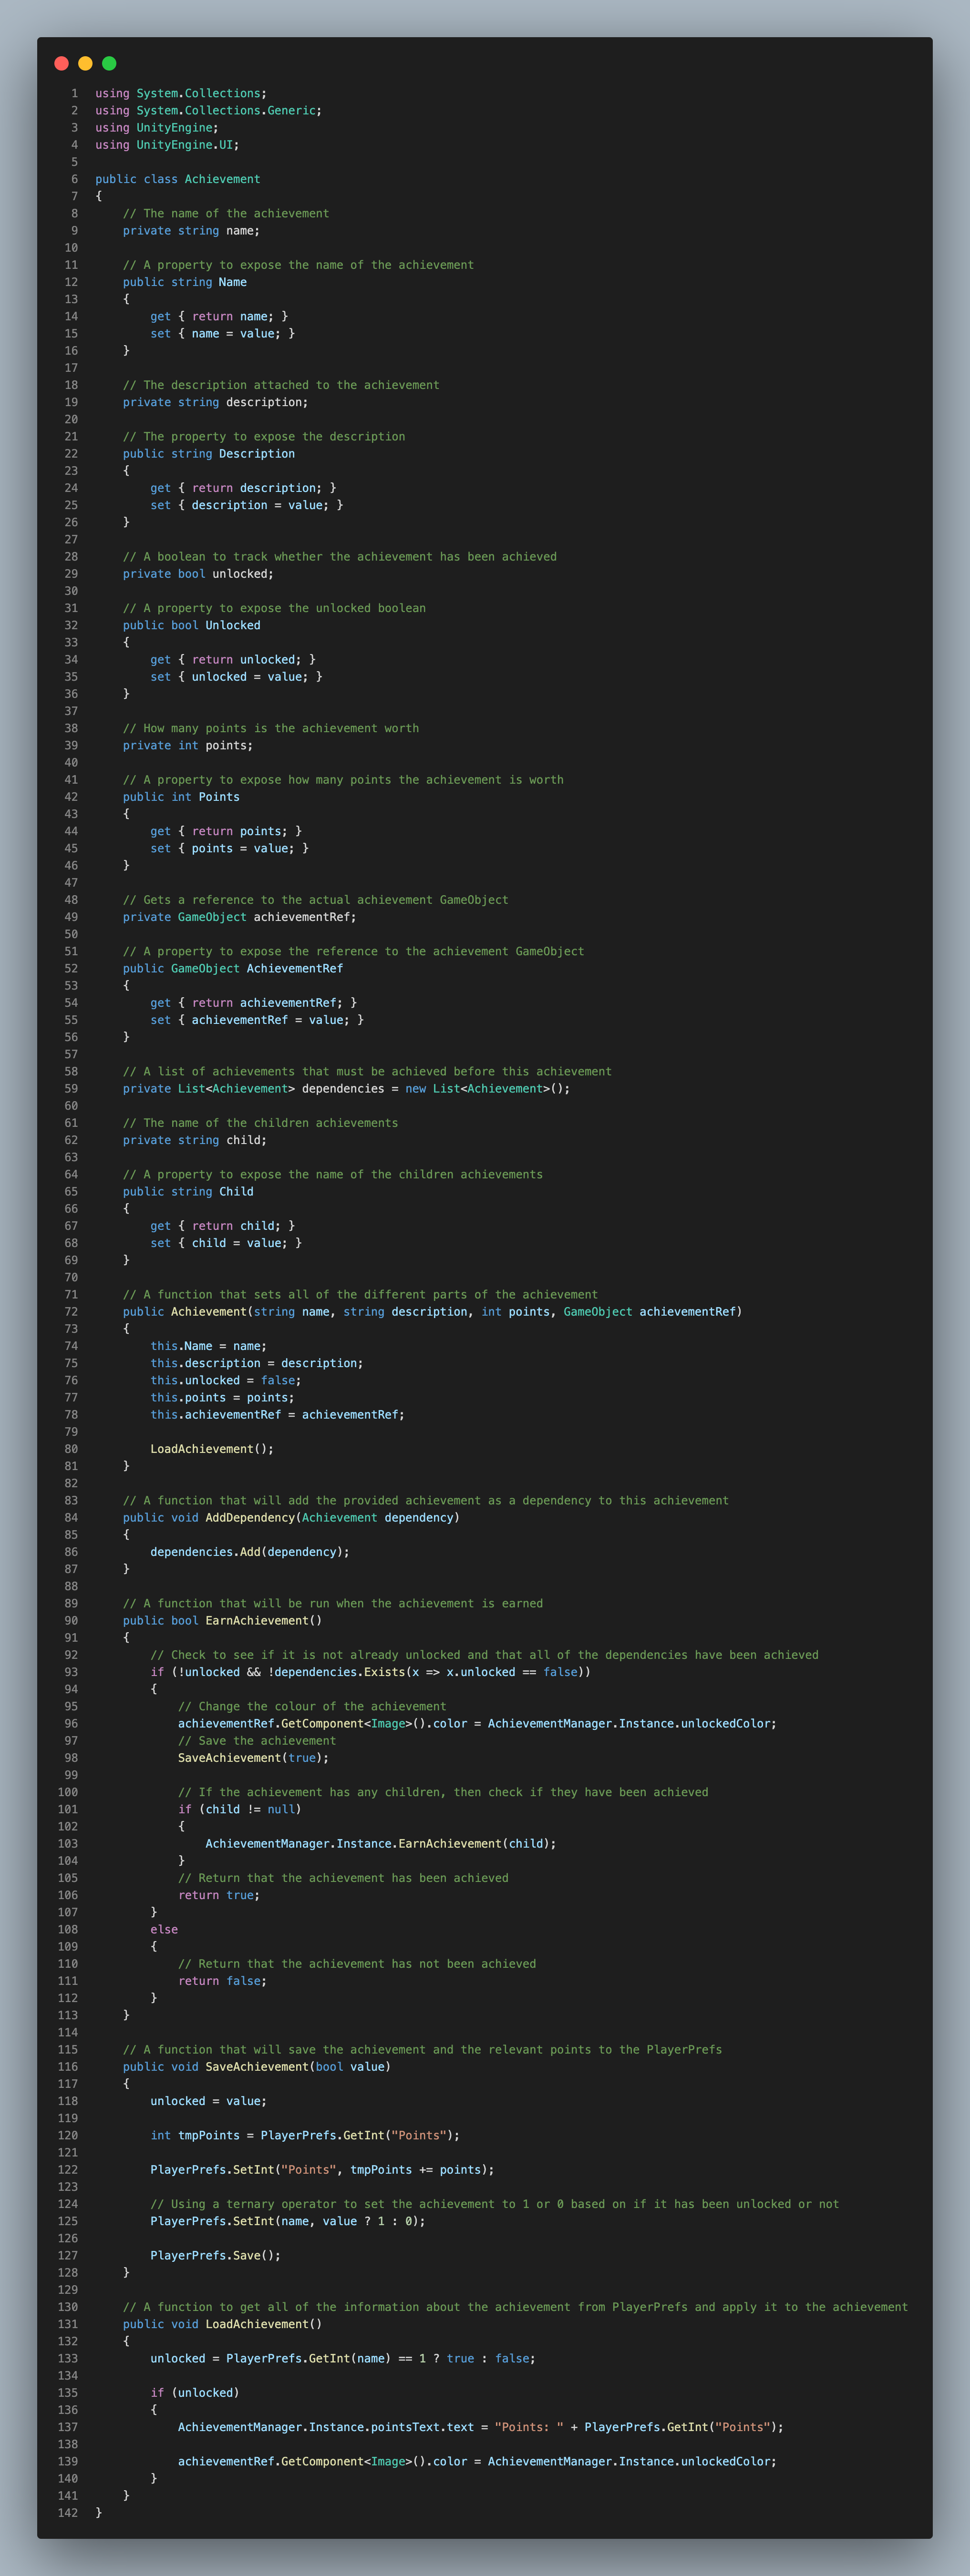 1 using System.Collections;
2 using System.Collections.Generic;
3 using UnityEngine;
4 using UnityEngine.UI;
5
6 public class Achievement
7 {
8     // The name of the achievement
9     private string name;
10
11     // A property to expose the name of the achievement
12     public string Name
13     {
14         get { return name; }
15         set { name = value; }
16     }
17
18     // The description attached to the achievement
19     private string description;
20
21     // The property to expose the description
22     public string Description
23     {
24         get { return description; }
25         set { description = value; }
26     }
27
28     // A boolean to track whether the achievement has been achieved
29     private bool unlocked;
30
31     // A property to expose the unlocked boolean
32     public bool Unlocked
33     {
34         get { return unlocked; }
35         set { unlocked = value; }
36     }
37
38     // How many points is the achievement worth
39     private int points;
40
41     // A property to expose how many points the achievement is worth
42     public int Points
43     {
44         get { return points; }
45         set { points = value; }
46     }
47
48     // Gets a reference to the actual achievement GameObject
49     private GameObject achievementRef;
50
51     // A property to expose the reference to the achievement GameObject
52     public GameObject AchievementRef
53     {
54         get { return achievementRef; }
55         set { achievementRef = value; }
56     }
57
58     // A list of achievements that must be achieved before this achievement
59     private List<Achievement> dependencies = new List<Achievement>();
60
61     // The name of the children achievements
62     private string child;
63
64     // A property to expose the name of the children achievements
65     public string Child
66     {
67         get { return child; }
68         set { child = value; }
69     }
70
71     // A function that sets all of the different parts of the achievement
72     public Achievement(string name, string description, int points, GameObject achievementRef)
73     {
74         this.Name = name;
75         this.description = description;
76         this.unlocked = false;
77         this.points = points;
78         this.achievementRef = achievementRef;
79
80         LoadAchievement();
81     }
82
83     // A function that will add the provided achievement as a dependency to this achievement
84     public void AddDependency(Achievement dependency)
85     {
86         dependencies.Add(dependency);
87     }
88
89     // A function that will be run when the achievement is earned
90     public bool EarnAchievement()
91     {
92         // Check to see if it is not already unlocked and that all of the dependencies have been achieved
93         if (!unlocked && !dependencies.Exists(x => x.unlocked == false))
94         {
95             // Change the colour of the achievement
96             achievementRef.GetComponent<Image>().color = AchievementManager.Instance.unlockedColor;
97             // Save the achievement
98             SaveAchievement(true);
99
100             // If the achievement has any children, then check if they have been achieved
101             if (child != null)
102             {
103                 AchievementManager.Instance.EarnAchievement(child);
104             }
105             // Return that the achievement has been achieved
106             return true;
107         }
108         else
109         {
110             // Return that the achievement has not been achieved
111             return false;
112         }
113     }
114
115     // A function that will save the achievement and the relevant points to the PlayerPrefs
116     public void SaveAchievement(bool value)
117     {
118         unlocked = value;
119
120         int tmpPoints = PlayerPrefs.GetInt("Points");
121
122         PlayerPrefs.SetInt("Points", tmpPoints += points);
123
124         // Using a ternary operator to set the achievement to 1 or 0 based on if it has been unlocked or not
125         PlayerPrefs.SetInt(name, value ? 1 : 0);
126
127         PlayerPrefs.Save();
128     }
129
130     // A function to get all of the information about the achievement from PlayerPrefs and apply it to the achievement
131     public void LoadAchievement()
132     {
133         unlocked = PlayerPrefs.GetInt(name) == 1 ? true : false;
134
135         if (unlocked)
136         {
137             AchievementManager.Instance.pointsText.text = "Points: " + PlayerPrefs.GetInt("Points");
138
139             achievementRef.GetComponent<Image>().color = AchievementManager.Instance.unlockedColor;
140         }
141     }
142 }